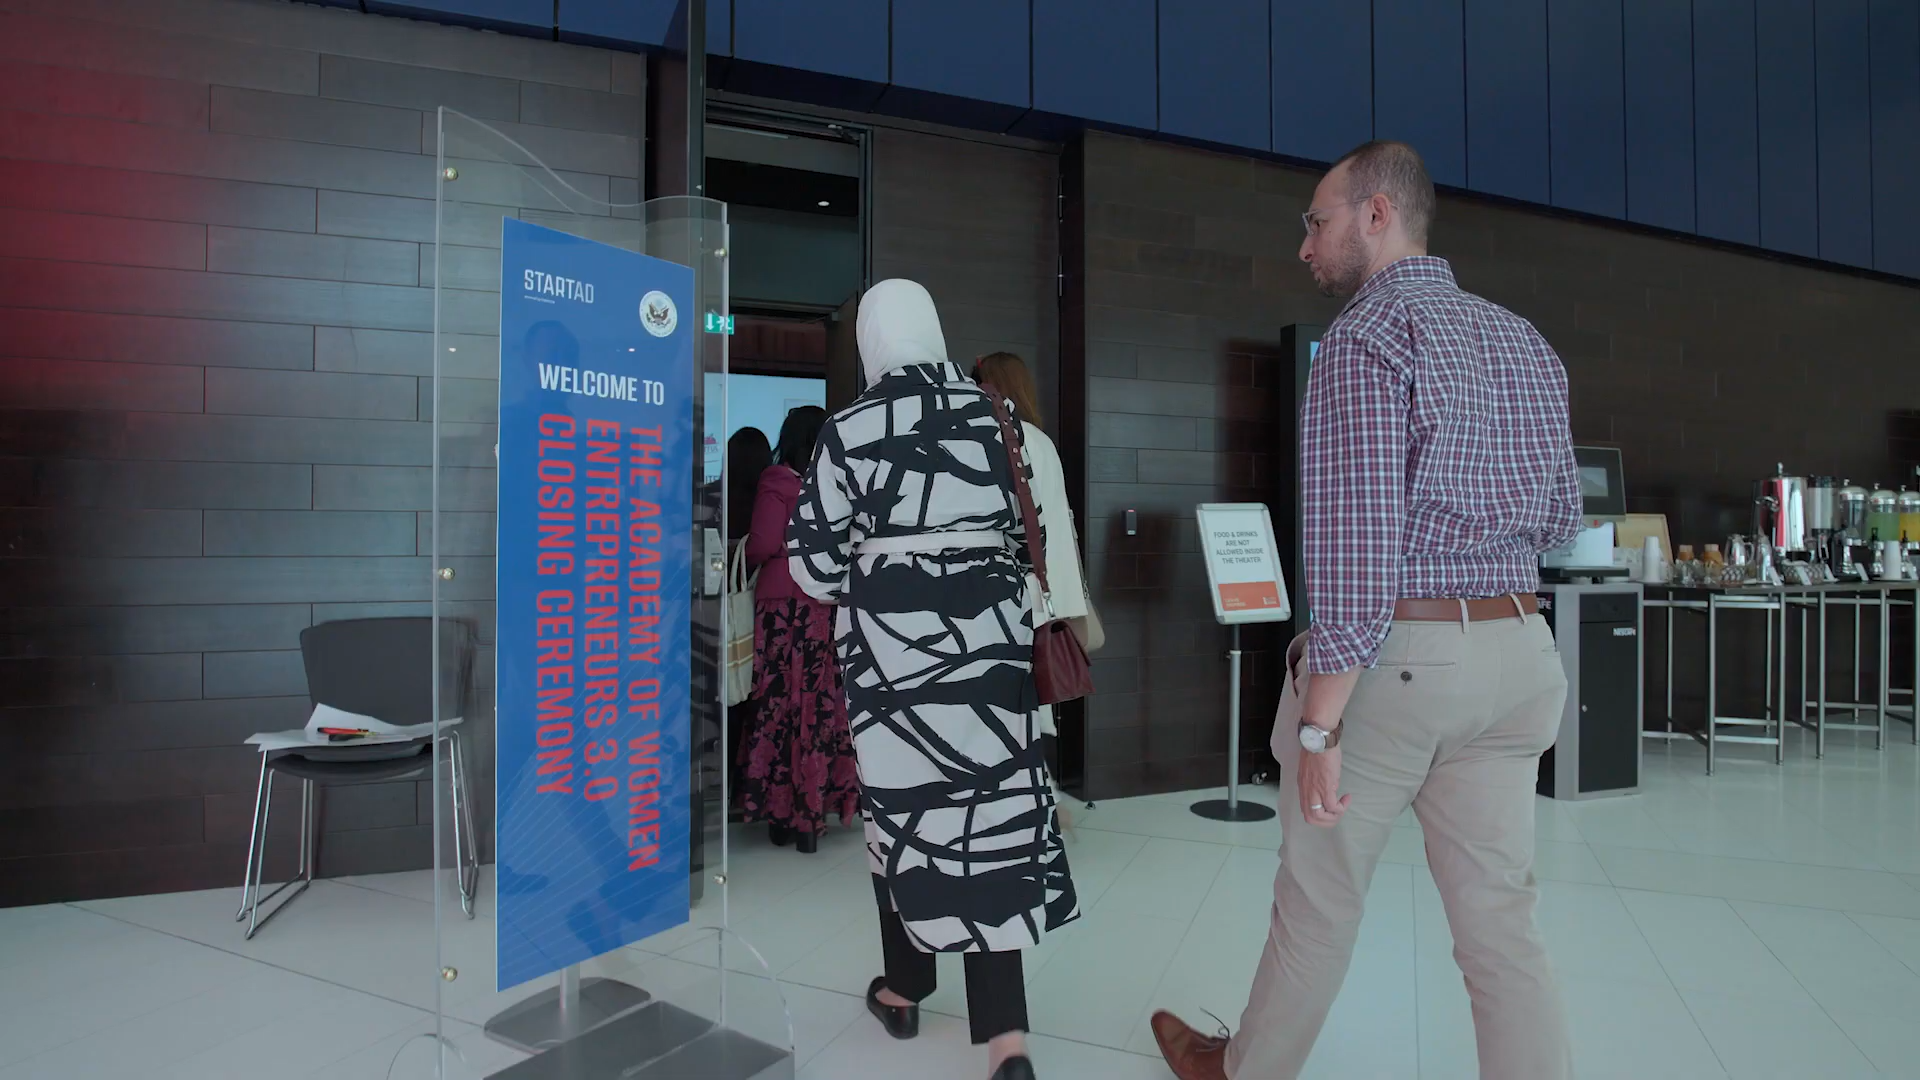 STARTAD
WELCOME TO
THE ACADEMY OF WOMEN
ENTREPRENEURS 3.0
CLOSING CEREMONY
FOOD & DRINKS
ARE NOT
ALLOWED INSIDE
THE THEATER